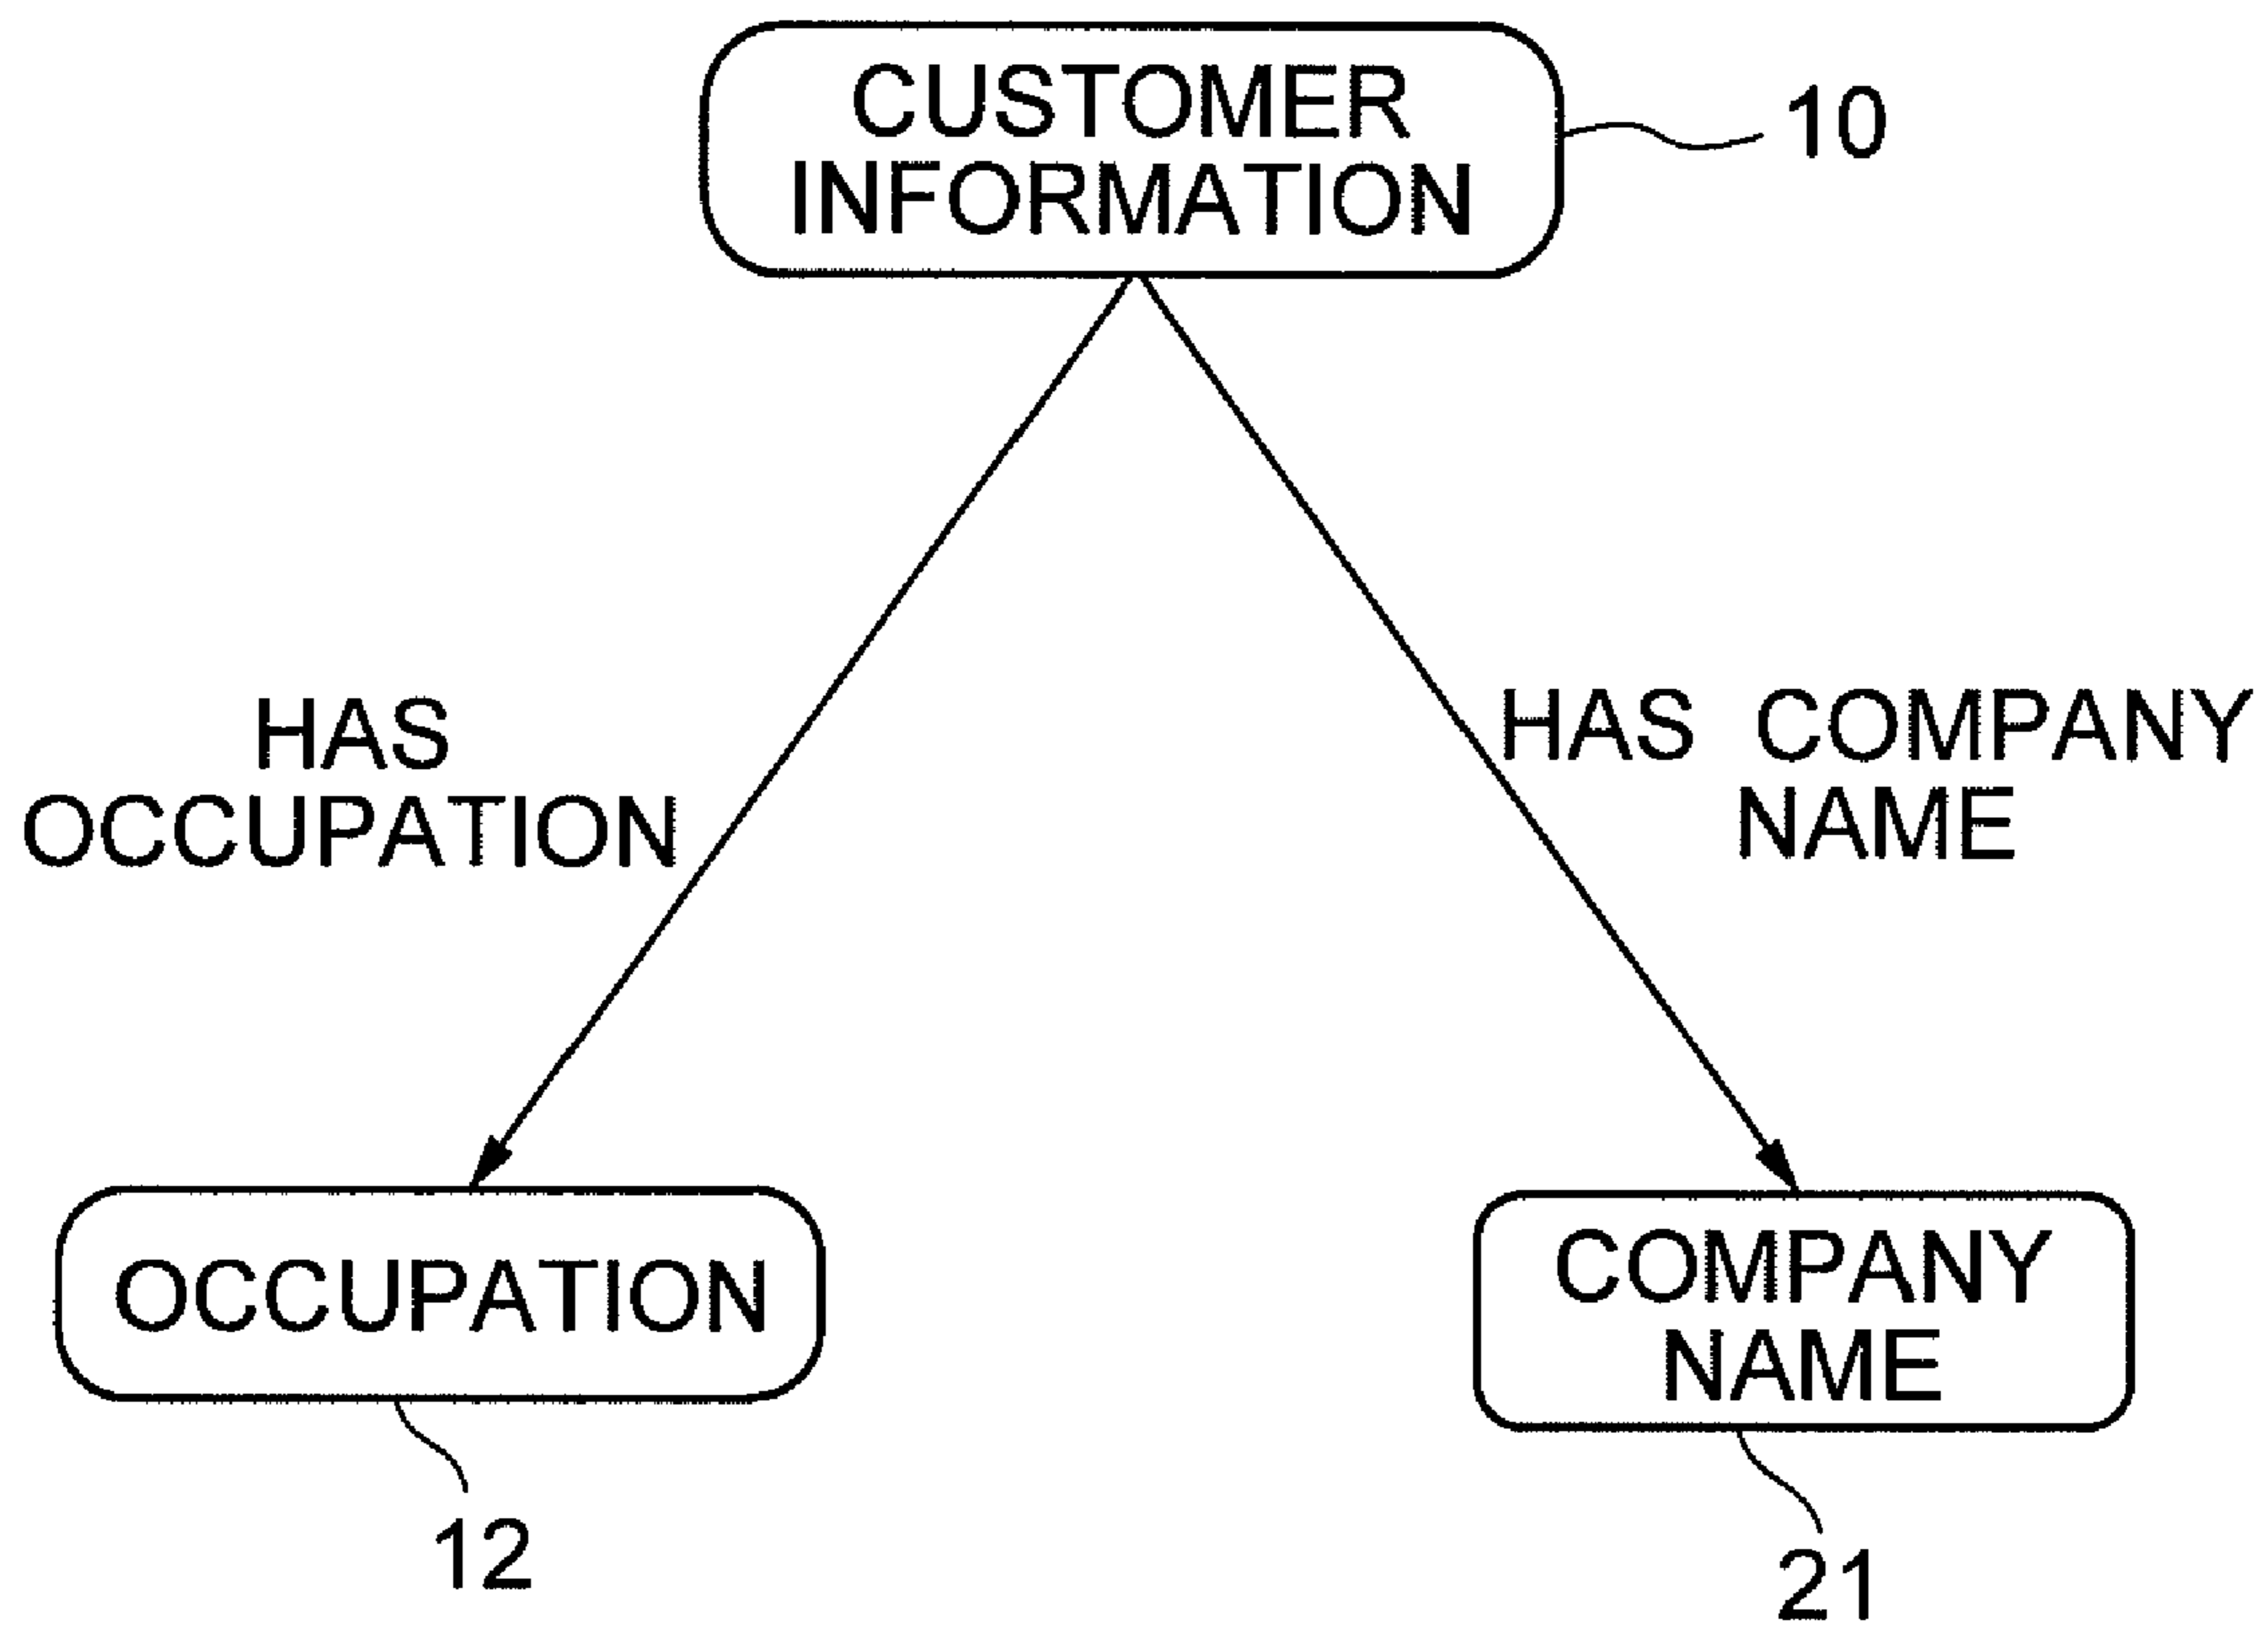 CUSTOMER
INFORMATION
10
HAS
OCCUPATION
HAS COMPANY
NAME
OCCUPATION
COMPANY
NAME
12
21